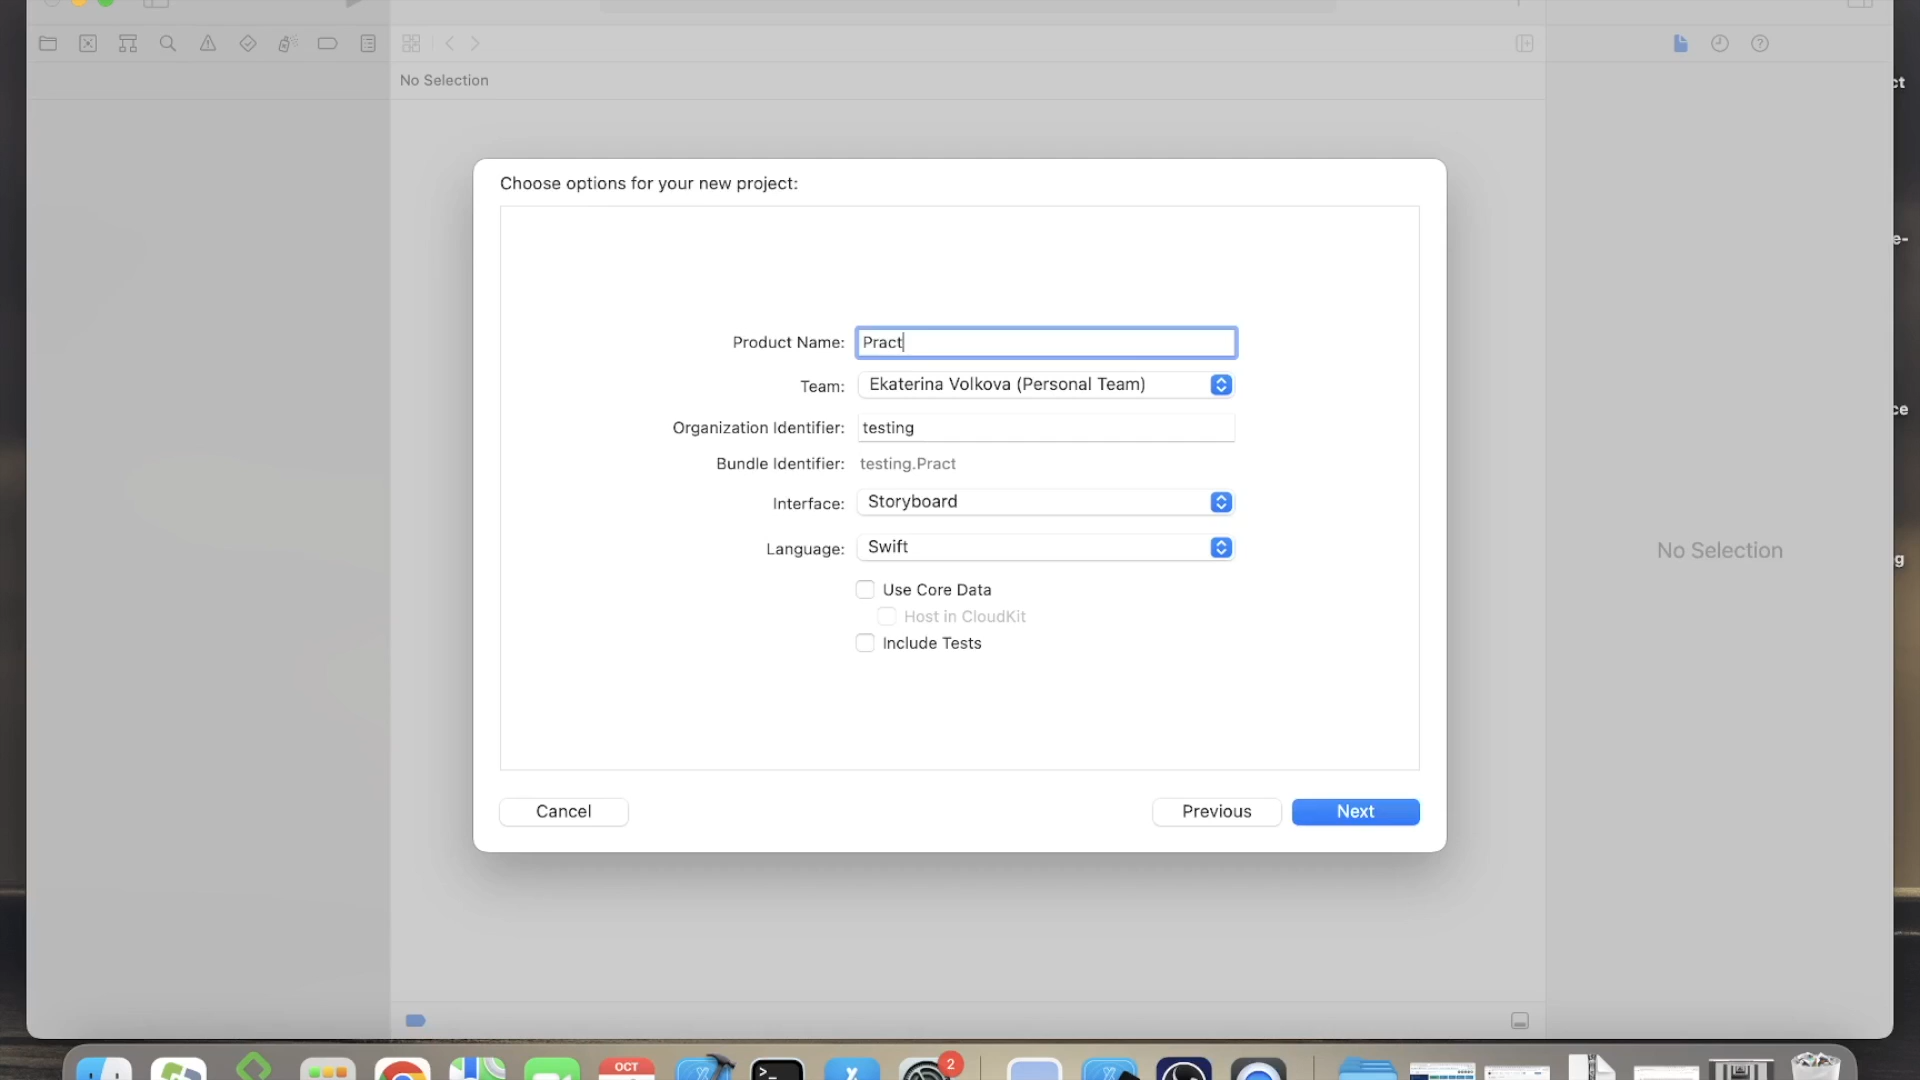 No Selection
ct
Choose options for your new project:
e-
Product Name: Pract
Team: Ekaterina Volkova (Personal Team)
ce
Organization Identifier: testing
Bundle Identifier: testing.Pract
Interface: Storyboard
Language: Swift
No Selection
g
Use Core Data
Host in CloudKit
Include Tests
Cancel
Previous
Next
OCT
2